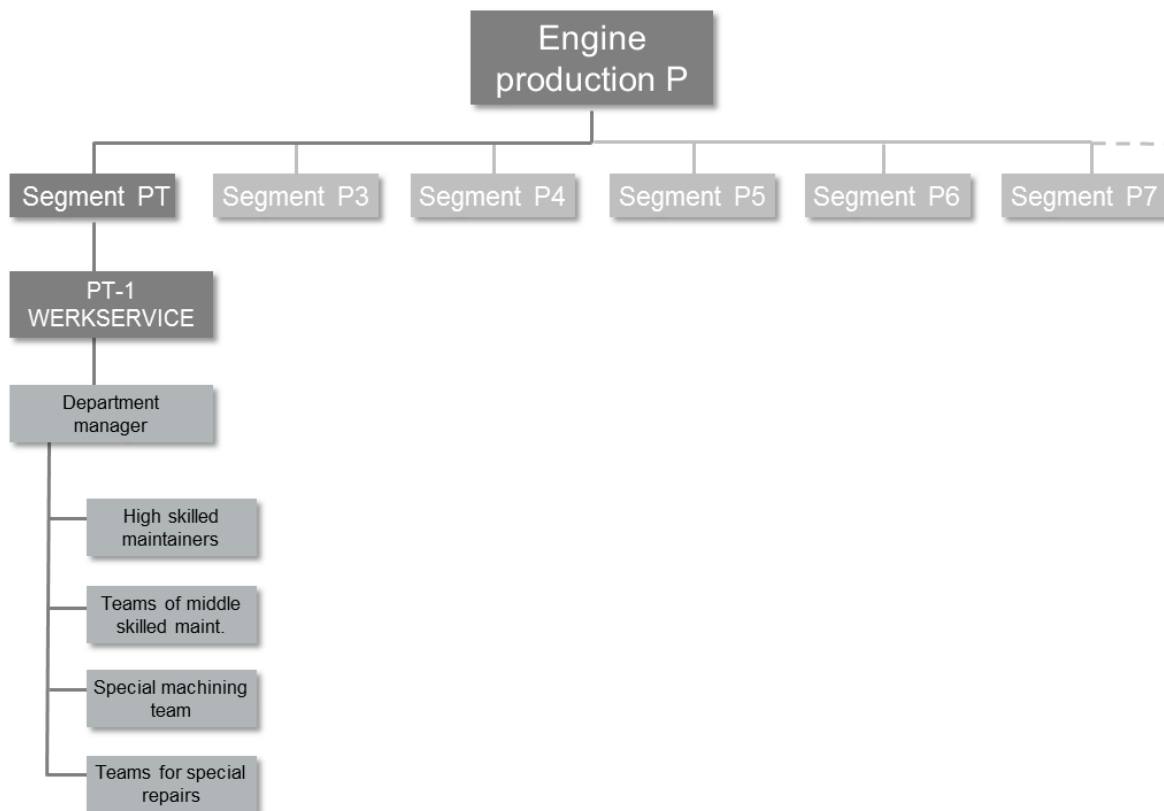 Engine
production P
Segment PT
Segment P3
Segment P4
Segment P5
Segment P6
Segment P7
PT-1
WERKSERVICE
Department
manager
High skilled
maintainers
Teams of middle
skilled maint.
Special machining
team
Teams for special
repairs